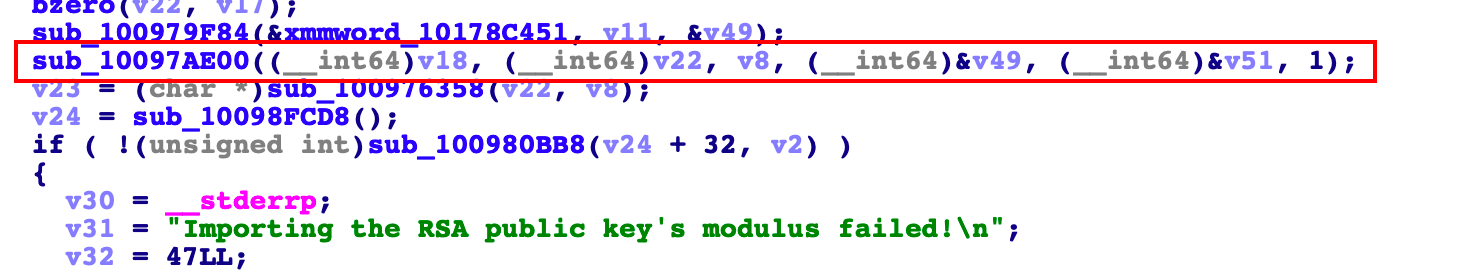 bzero(v22, v17);
sub_100979F84(&xmmword_10178C451, v11, &v49);
sub_10097AE00((__int64)v18, (__int64)v22, v8, (__int64)&v49, (__int64)&v51, 1);
v23 = (char *)sub_100976358(v22, v8);
v24 = sub_10098FCD8();
if ( !(unsigned int)sub_100980BB8(v24 + 32, v2) )
{
v30 = __stderrp;
v31 = "Importing the RSA public key's modulus failed!\n";
v32 = 47LL;